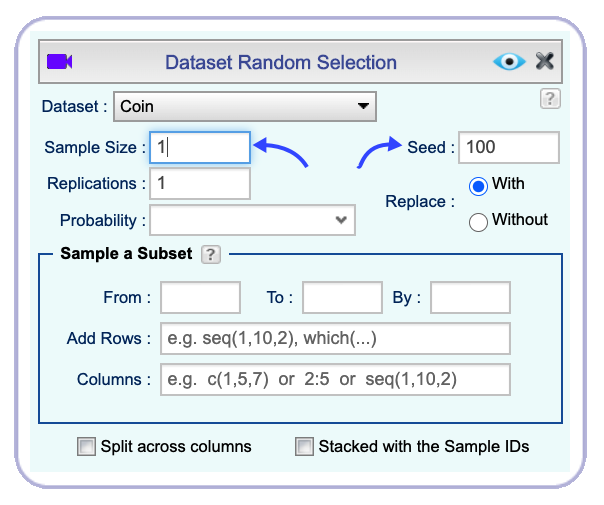 Dataset Random Selection
Dataset : Coin ?
Sample Size : 1 Seed : 100
Replications : 1 Replace : With
Probability : Without
Sample a Subset ?
From : To : By :
Add Rows : e.g. seq(1,10,2), which(...)
Columns : e.g. c(1,5,7) or 2:5 or seq(1,10,2)
Split across columns Stacked with the Sample IDs